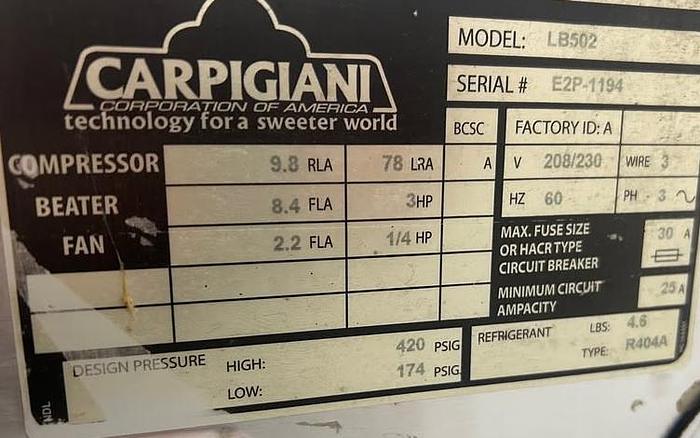 CARPIGIANI
CORPORATION OF AMERICA
technology for a sweeter world
MODEL: LB502
SERIAL # E2P-1194
BCSC FACTORY ID: A
COMPRESSOR 9.8 RLA 78 LRA A V 208/230 WIRE 3
BEATER 8.4 FLA 3HP HZ 60 PH 3
FAN 2.2 FLA 1/4 HP
MAX. FUSE SIZE
OR HACR TYPE
CIRCUIT BREAKER
30 A
MINIMUM CIRCUIT
AMPACITY
25 A
DESIGN PRESSURE HIGH: 420 PSIG
LOW: 174 PSIG
REFRIGERANT LBS: 4.6
TYPE: R404A
NDL